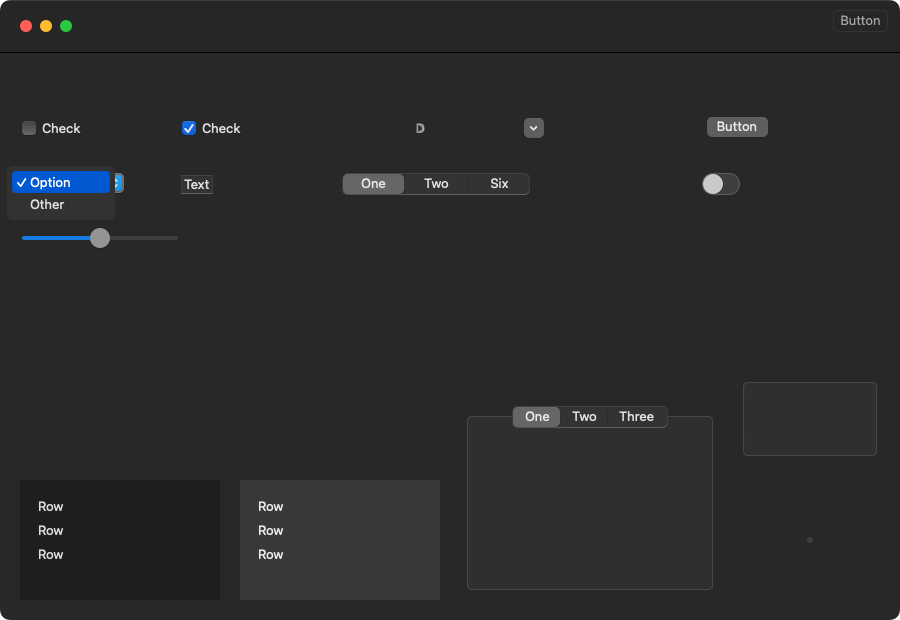 Button
Check
Check
D
Button
Option
Other
Text
One Two Six
One Two Three
Row
Row
Row
Row
Row
Row